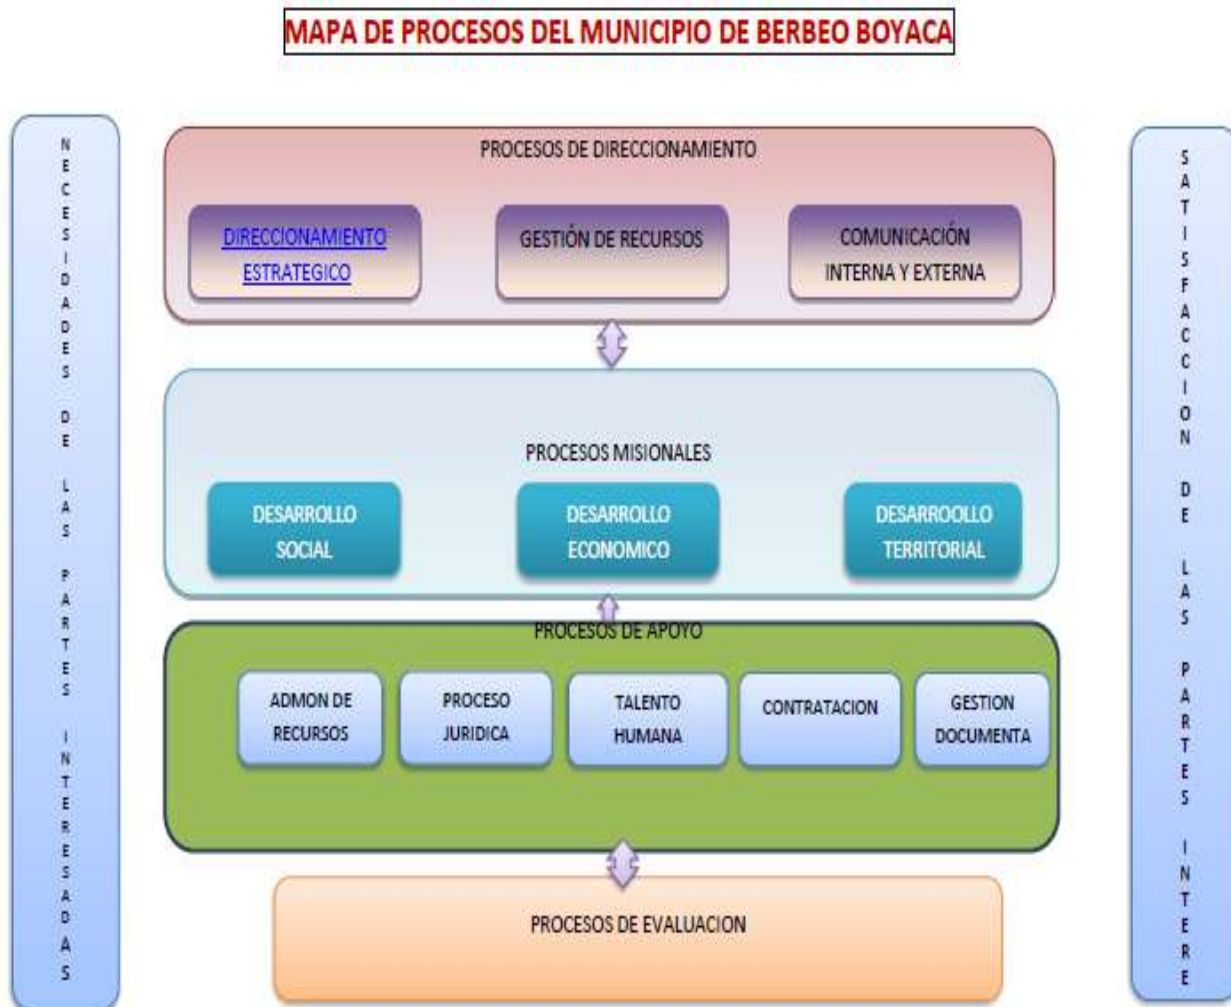 MAPA DE PROCESOS DEL MUNICIPIO DE BERBEO BOYACA
NECESIDADES DE LAS PARTES INTERESADAS
PROCESOS DE DIRECCIONAMIENTO
DIRECCIONAMIENTO
ESTRATEGICO
GESTIÓN DE RECURSOS
COMUNICACIÓN
INTERNA Y EXTERNA
PROCESOS MISIONALES
DESARROLLO
SOCIAL
DESARROLLO
ECONOMICO
DESARROOLLO
TERRITORIAL
PROCESOS DE APOYO
ADMON DE
RECURSOS
PROCESO
JURIDICA
TALENTO
HUMANA
CONTRATACION
GESTION
DOCUMENTA
PROCESOS DE EVALUACION
SATISFACCION DE LAS PARTES INTERE